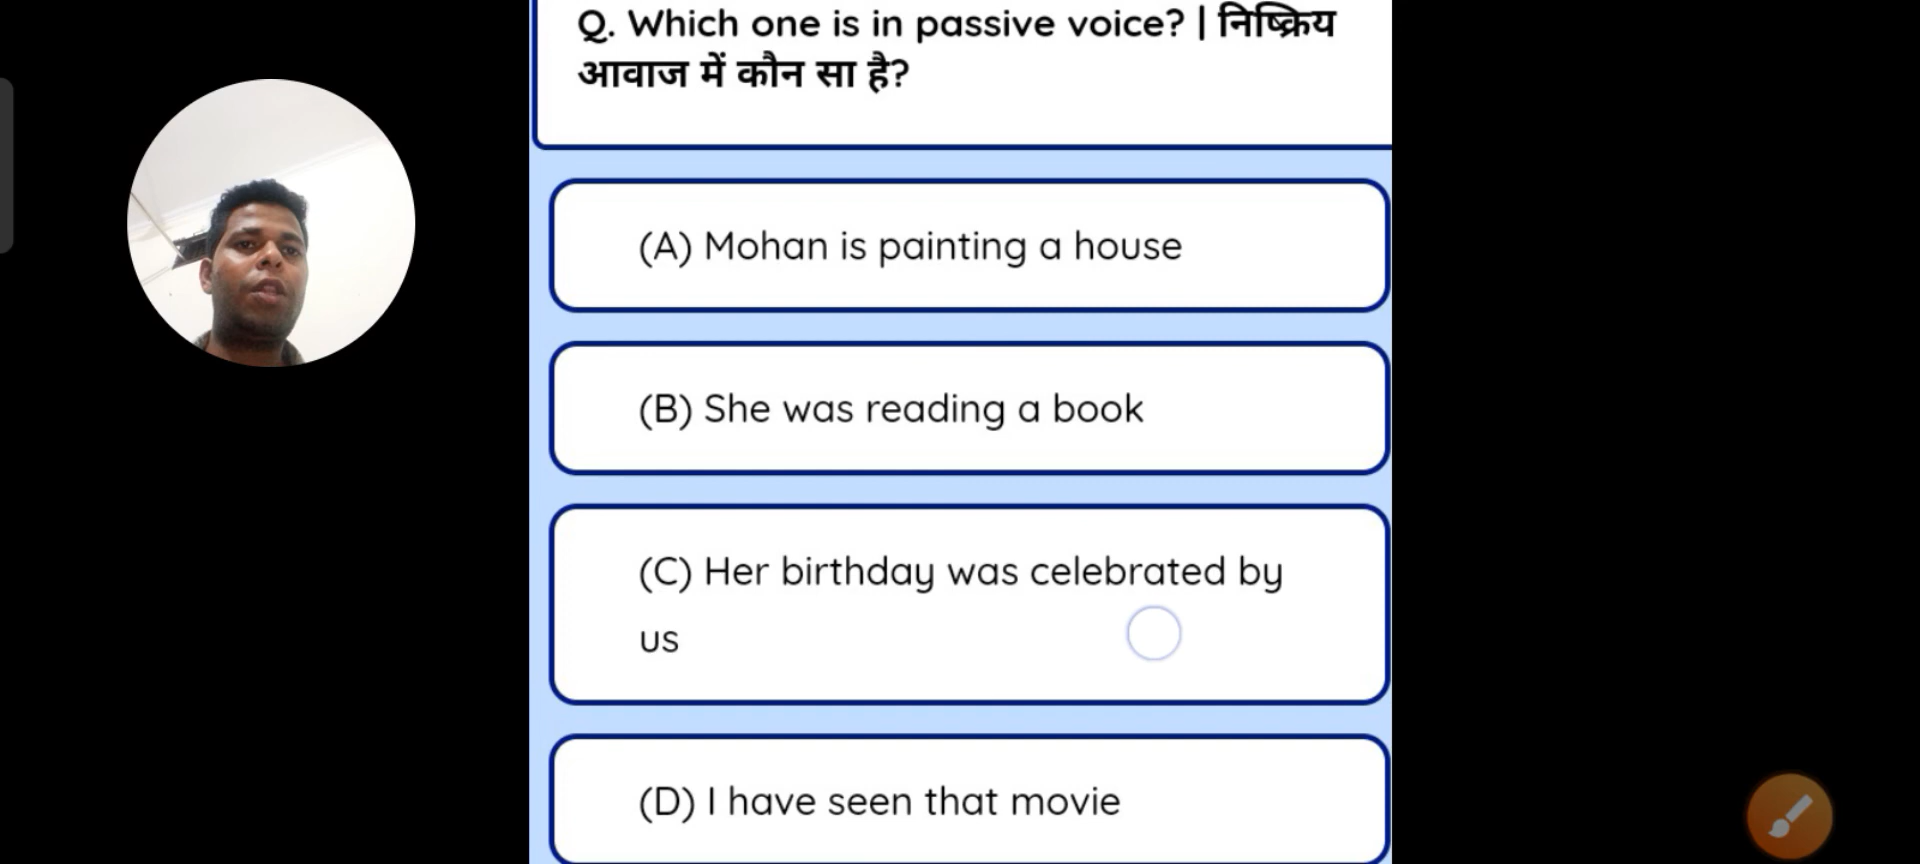 Q. Which one is in passive voice? | निष्क्रिय
आवाज में कौन सा है?
(A) Mohan is painting a house
(B) She was reading a book
(C) Her birthday was celebrated by
us
(D) I have seen that movie